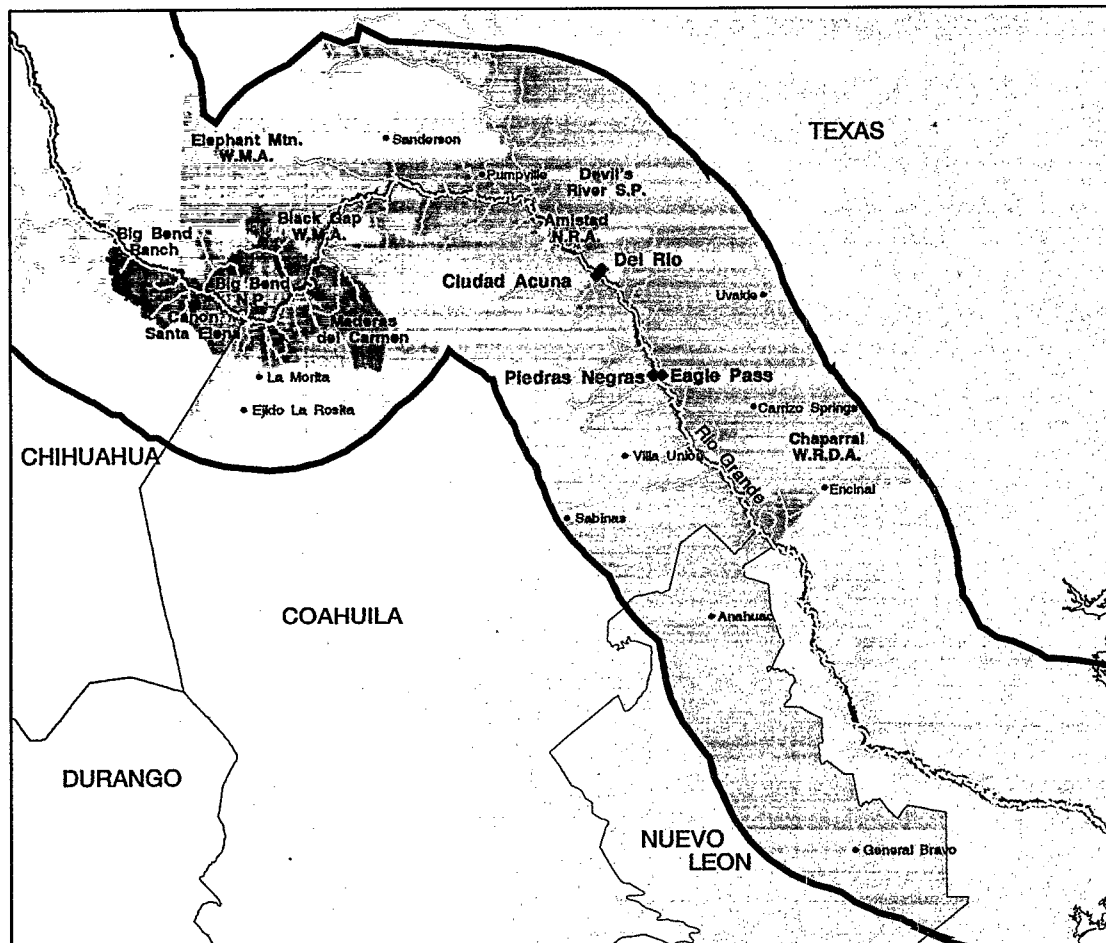 TEXAS
Elephant Mtn.
W.M.A.
Sanderson
Pumpville
Devil's
River S.P.
Black Gap
W.M.A.
Amistad
N.R.A.
Big Bend
Ranch
Del Rio
Ciudad Acuna
Big Bend
N.P.
Uvalde
Canon
Santa Elena
Maderas
del Carmen
La Morita
Piedras Negras
Eagle Pass
Ejido La Rosita
Carrizo Springs
CHIHUAHUA
Chaparral
W.R.D.A.
Rio Grande
Villa Union
Encinal
Sabinas
COAHUILA
Anahuac
DURANGO
NUEVO
LEON
General Bravo